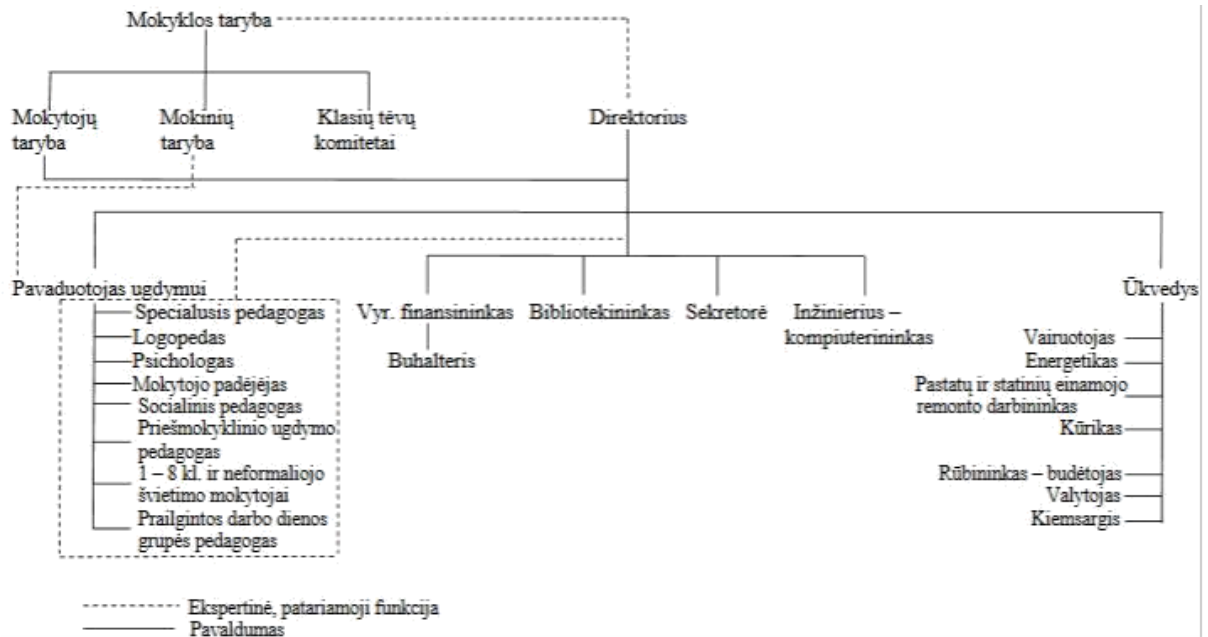 Mokyklos taryba
Mokytojų
taryba
Mokinių
taryba
Klasių tėvų
komitetai
Direktorius
Pavaduotojas ugdymui
Specialusis pedagogas
Logopedas
Psichologas
Mokytojo padėjėjas
Socialinis pedagogas
Priešmokyklinio ugdymo
pedagogas
1 – 8 kl. ir neformaliojo
švietimo mokytojai
Prailgintos darbo dienos
grupės pedagogas
Vyr. finansininkas
Buhalteris
Bibliotekininkas
Sekretorė
Inžinierius –
kompiuterininkas
Ūkvedys
Vairuotojas
Energetikas
Pastatų ir statinių einamojo
remonto darbininkas
Kūrikas
Rūbininkas – budėtojas
Valytojas
Kiemsargis
Ekspertinė, patariamoji funkcija
Pavaldumas